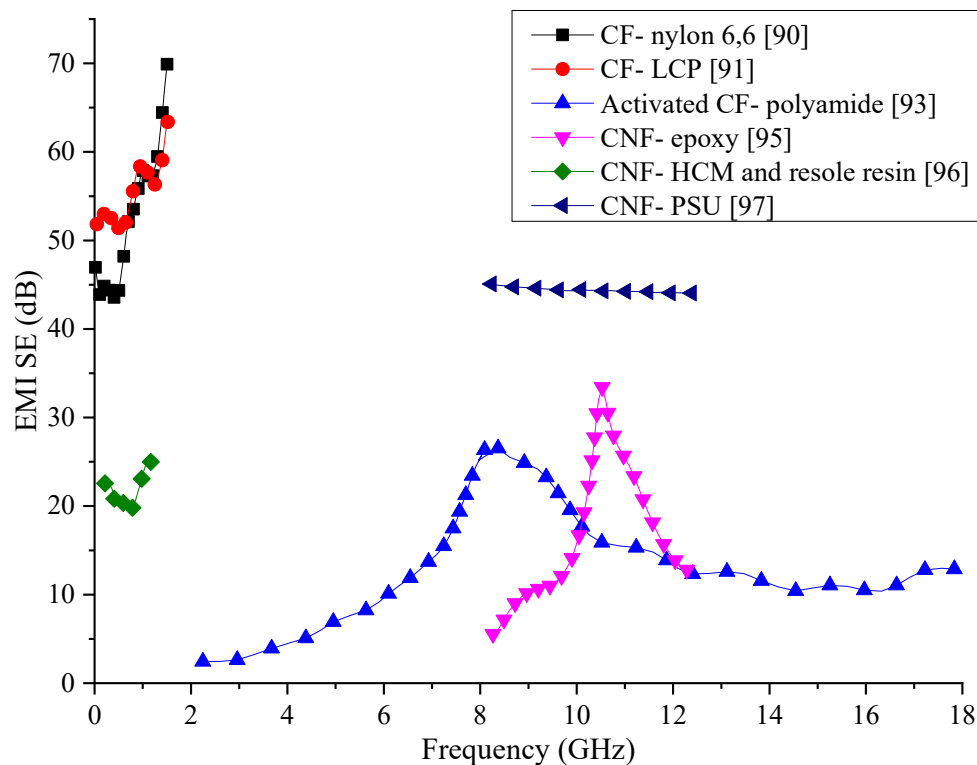 CF- nylon 6,6 [90]
CF- LCP [91]
Activated CF- polyamide [93]
CNF- epoxy [95]
CNF- HCM and resole resin [96]
CNF- PSU [97]
EMI SE (dB)
70
60
50
40
30
20
10
0
0 2 4 6 8 10 12 14 16 18
Frequency (GHz)